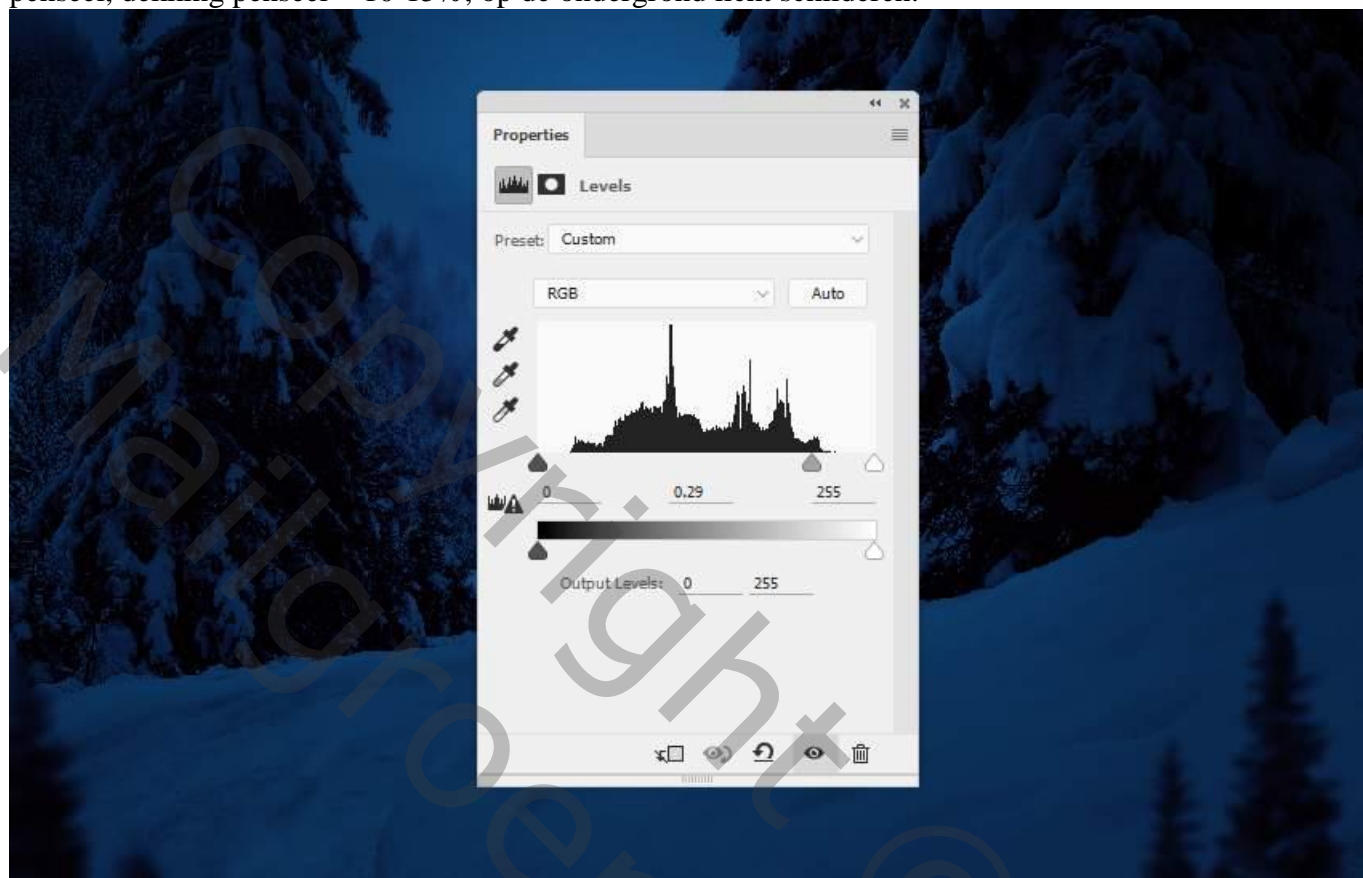 penseel, dekking penseel = 10-15%, op de ondergrond licht schilderen.
Properties
Levels
Preset: Custom
RGB Auto
0 0.29 255
Output Levels: 0 255
Copyright ©
Mailgroep